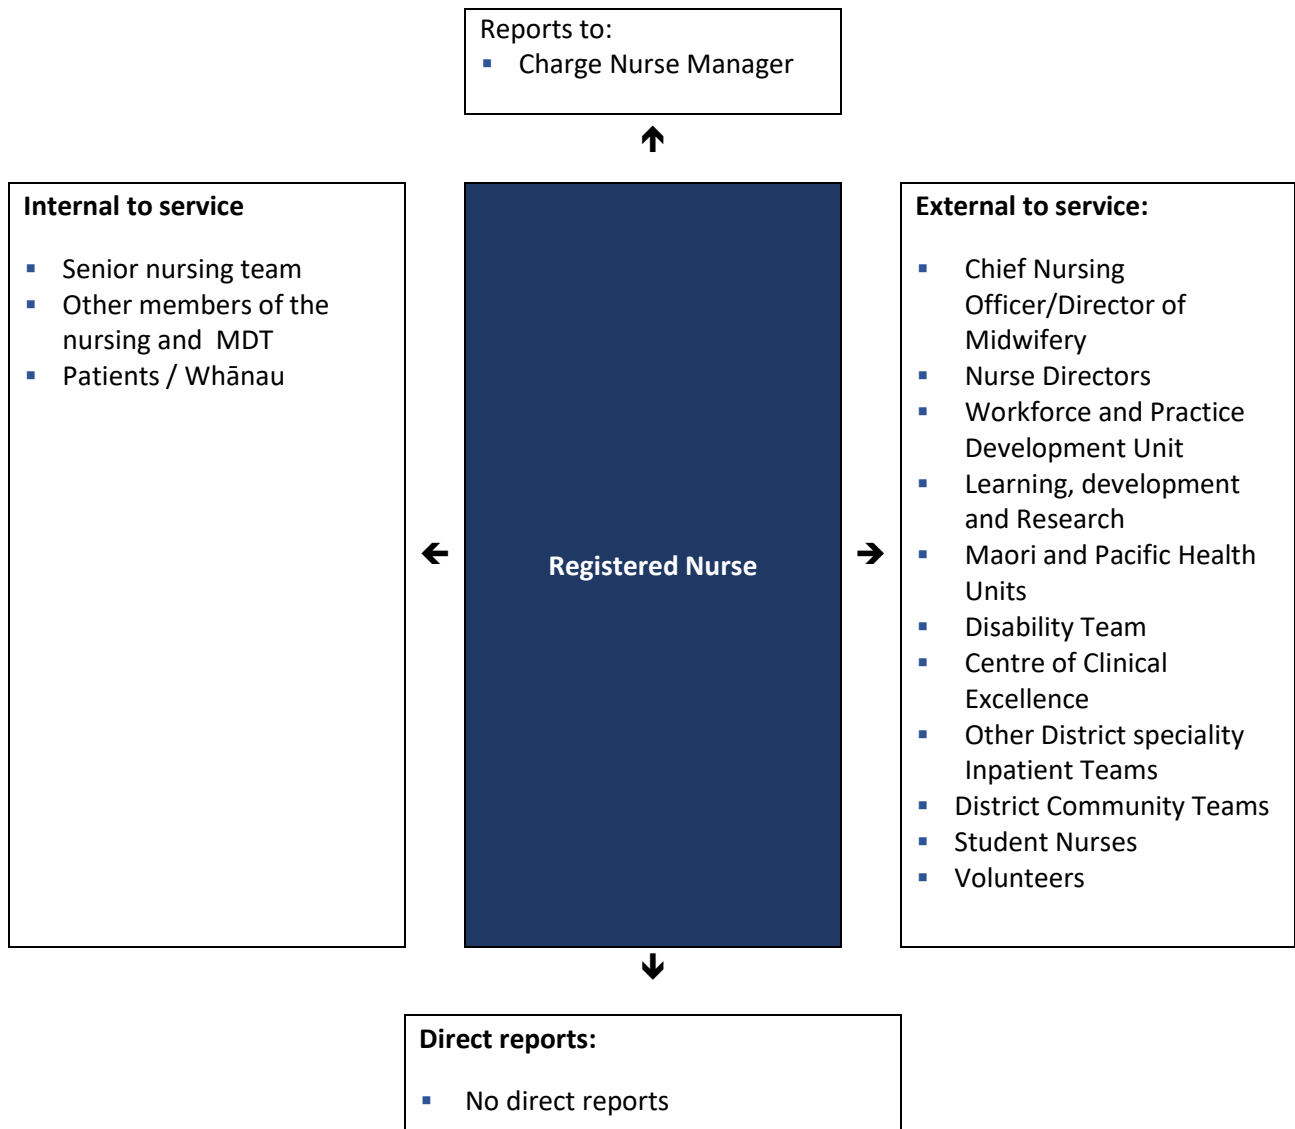 Reports to:
▪ Charge Nurse Manager
Internal to service
▪ Senior nursing team
▪ Other members of the
nursing and  MDT
▪ Patients / Whānau
Registered Nurse
External to service:
▪ Chief Nursing
Officer/Director of
Midwifery
▪ Nurse Directors
▪ Workforce and Practice
Development Unit
▪ Learning, development
and Research
▪ Maori and Pacific Health
Units
▪ Disability Team
▪ Centre of Clinical
Excellence
▪ Other District speciality
Inpatient Teams
▪ District Community Teams
▪ Student Nurses
▪ Volunteers
Direct reports:
▪ No direct reports